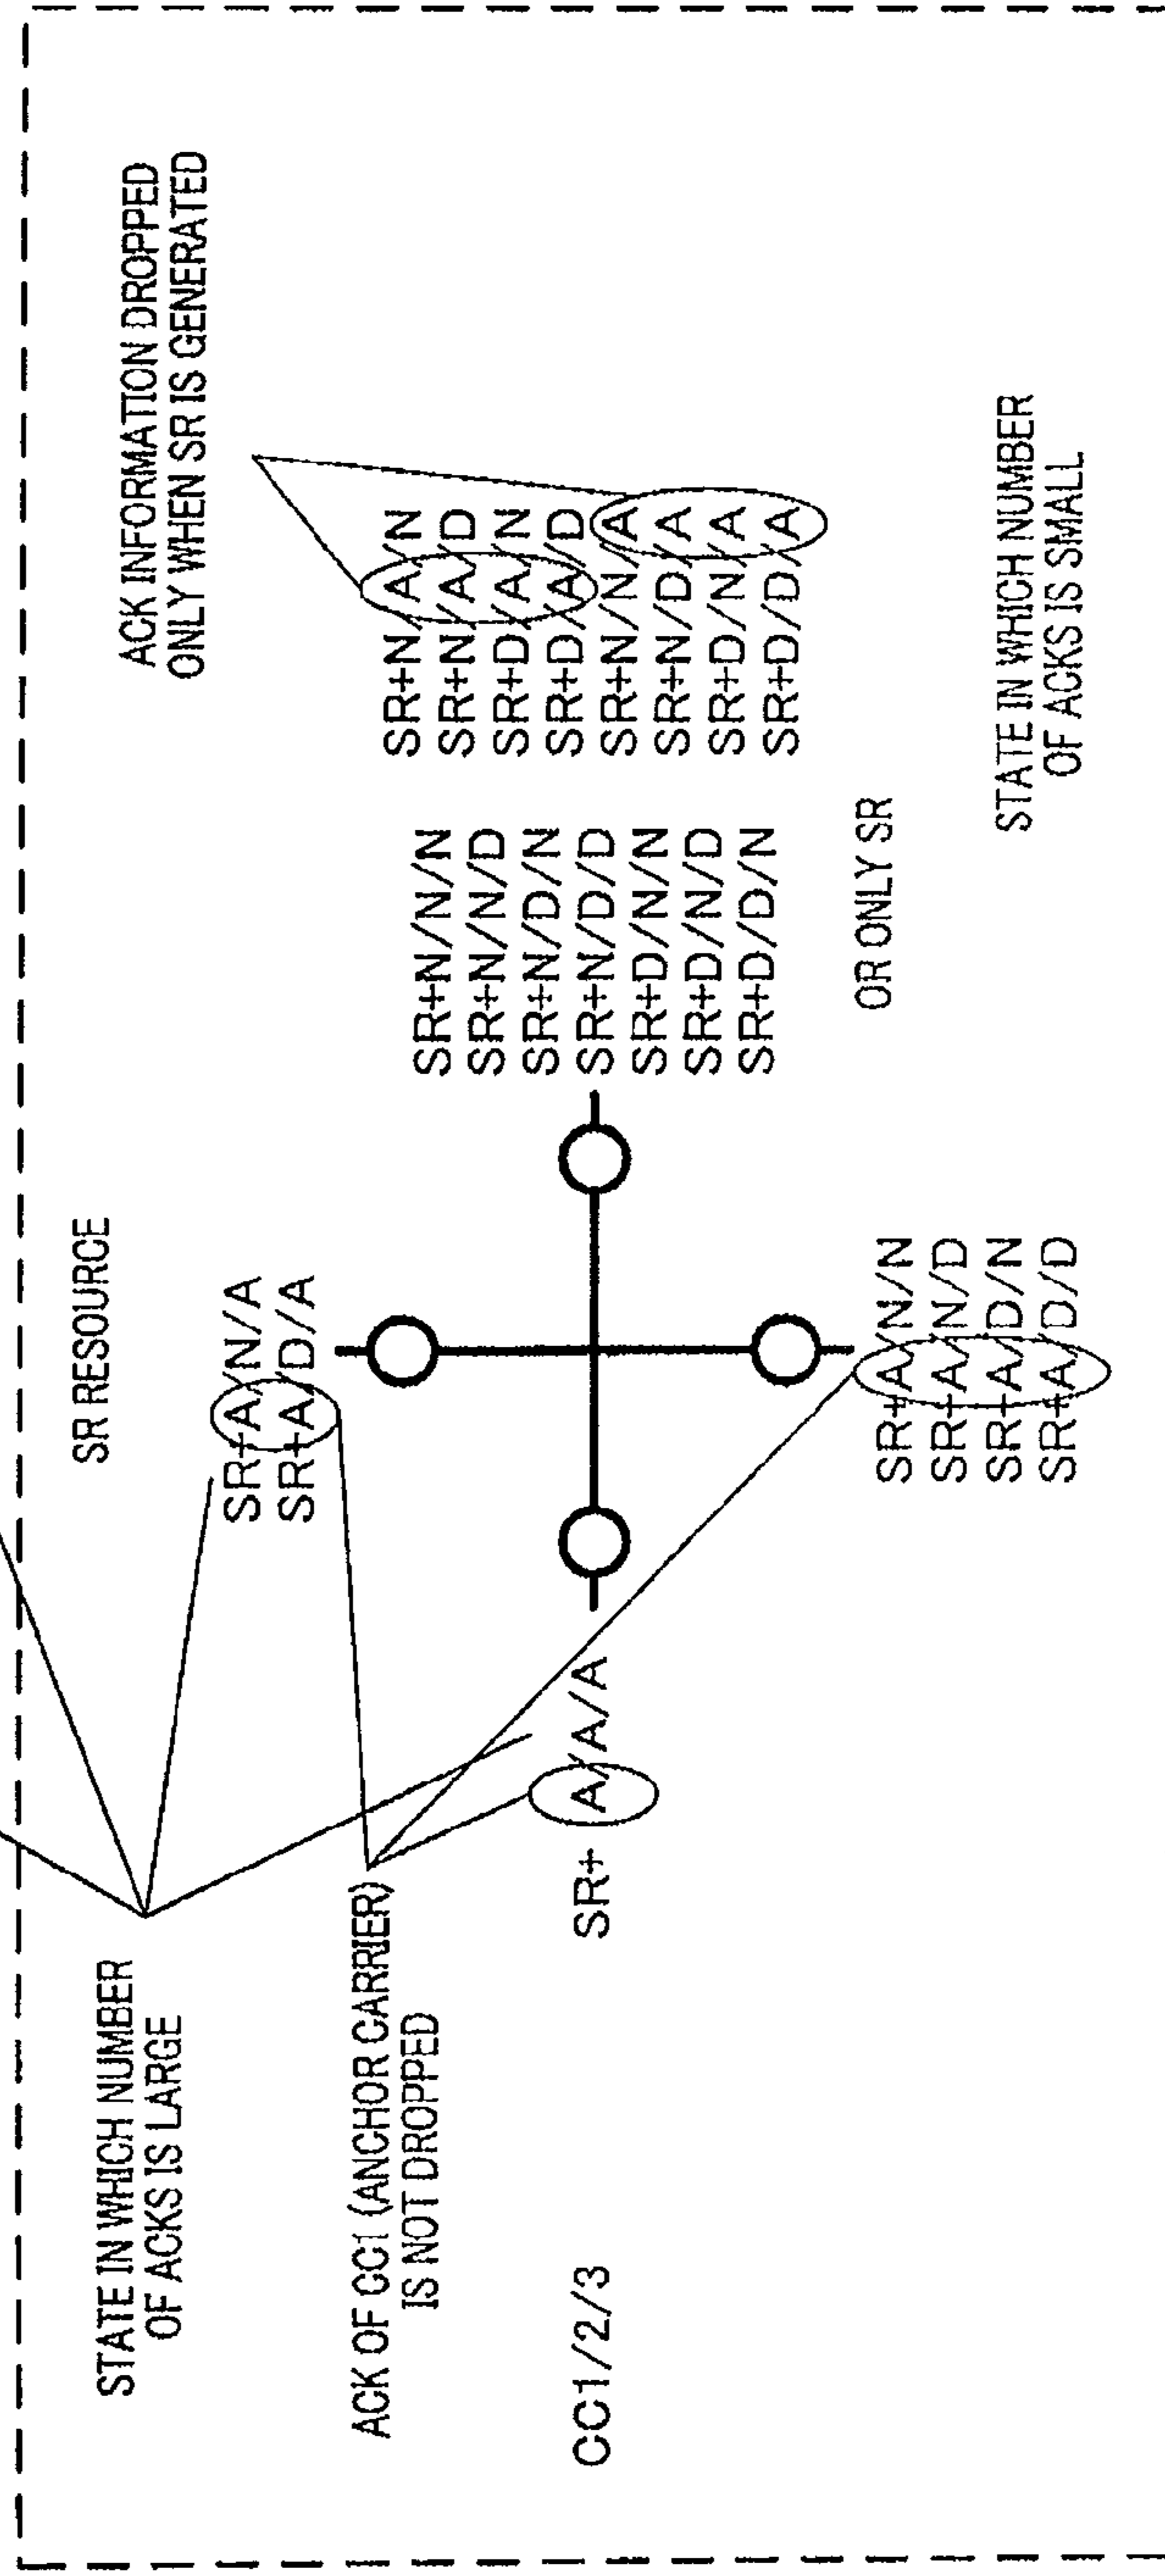 SR RESOURCE
STATE IN WHICH NUMBER
OF ACKS IS LARGE
ACK INFORMATION DROPPED
ONLY WHEN SR IS GENERATED
SR+A/N/A
SR+A/D/A
ACK OF CC1 (ANCHOR CARRIER)
IS NOT DROPPED
CC1/2/3
SR+ A/A/A
SR+N/N/N
SR+N/N/D
SR+N/D/N
SR+N/D/D
SR+D/N/N
SR+D/N/D
SR+D/D/N
OR ONLY SR
SR+N/A/N
SR+N/A/D
SR+D/A/N
SR+D/A/D
SR+N/N/A
SR+N/D/A
SR+D/N/A
SR+D/D/A
SR+A/N/N
SR+A/N/D
SR+A/D/N
SR+A/D/D
STATE IN WHICH NUMBER
OF ACKS IS SMALL